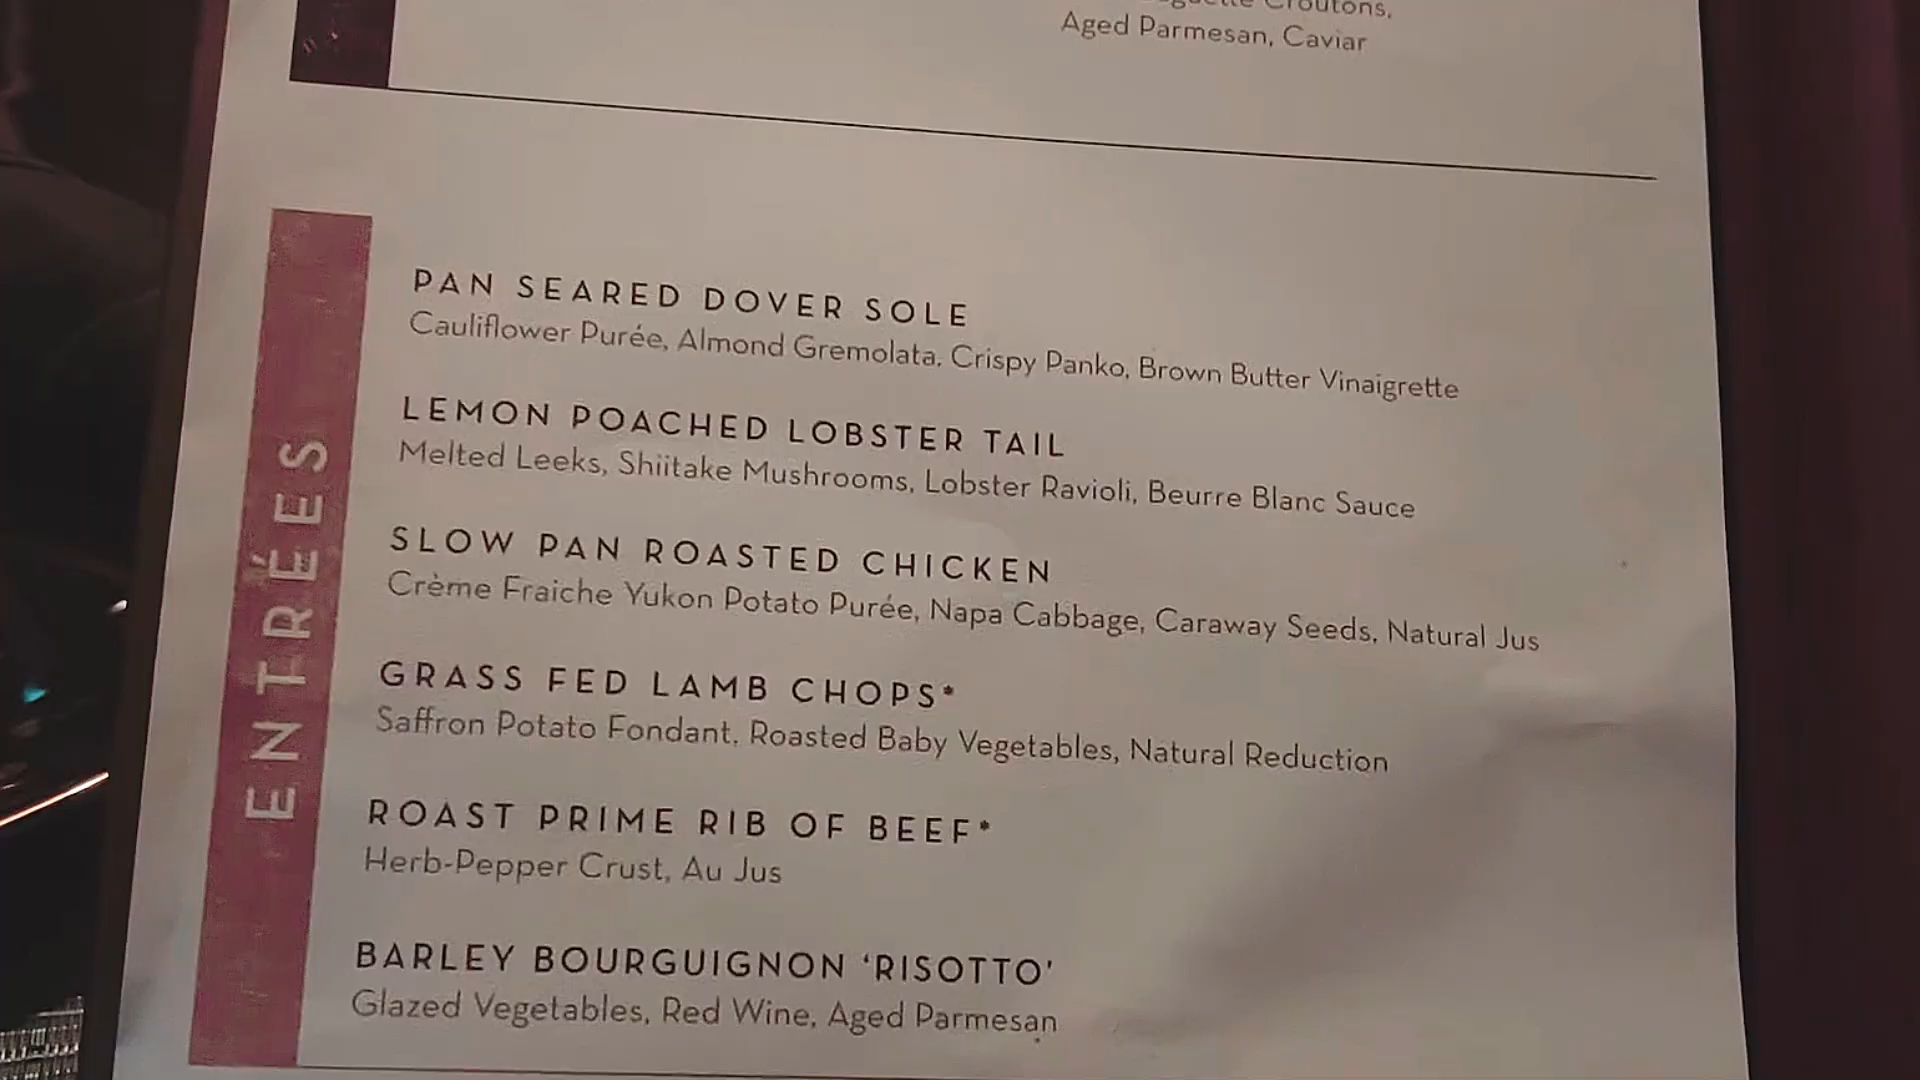 Croutons,
Aged Parmesan, Caviar
ENTRÉES
PAN SEARED DOVER SOLE
Cauliflower Purée, Almond Gremolata, Crispy Panko, Brown Butter Vinaigrette
LEMON POACHED LOBSTER TAIL
Melted Leeks, Shiitake Mushrooms, Lobster Ravioli, Beurre Blanc Sauce
SLOW PAN ROASTED CHICKEN
Crème Fraiche Yukon Potato Purée, Napa Cabbage, Caraway Seeds, Natural Jus
GRASS FED LAMB CHOPS*
Saffron Potato Fondant, Roasted Baby Vegetables, Natural Reduction
ROAST PRIME RIB OF BEEF*
Herb-Pepper Crust, Au Jus
BARLEY BOURGUIGNON ‘RISOTTO’
Glazed Vegetables, Red Wine, Aged Parmesan